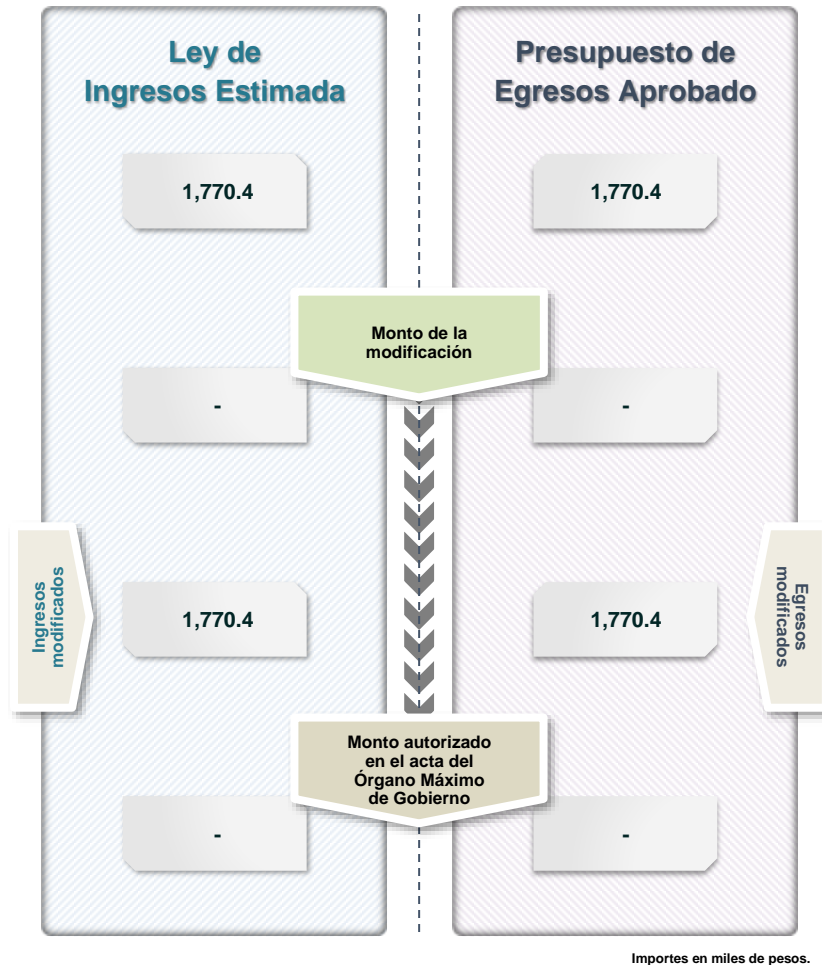 Ley de
Ingresos Estimada
Presupuesto de
Egresos Aprobado
1,770.4
1,770.4
Monto de la
modificación
-
-
Ingresos
modificados
1,770.4
1,770.4
Egresos
modificados
Monto autorizado
en el acta del
Órgano Máximo
de Gobierno
-
-
Importes en miles de pesos.